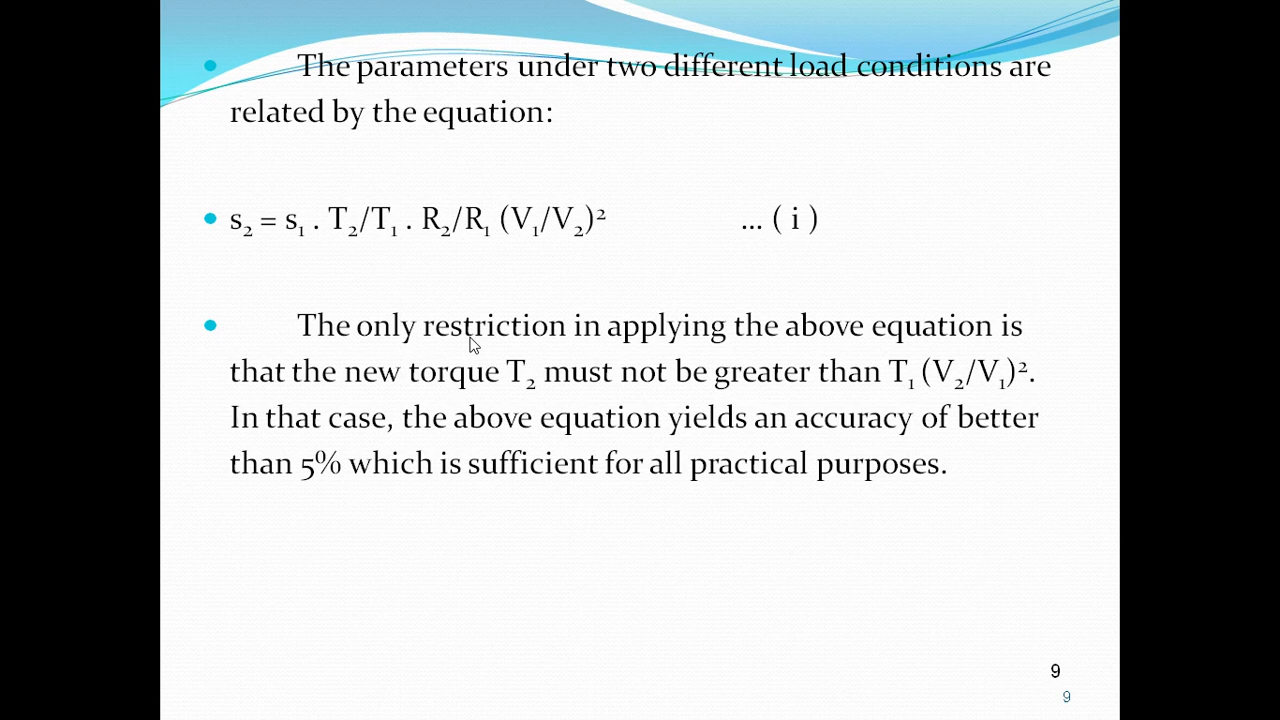 • The parameters under two different load conditions are
related by the equation:
• s₂ = s₁ . T₂/T₁ . R₂/R₁ (V₁/V₂)² ... ( i )
• The only restriction in applying the above equation is
that the new torque T₂ must not be greater than T₁ (V₂/V₁)².
In that case, the above equation yields an accuracy of better
than 5% which is sufficient for all practical purposes.
9
9